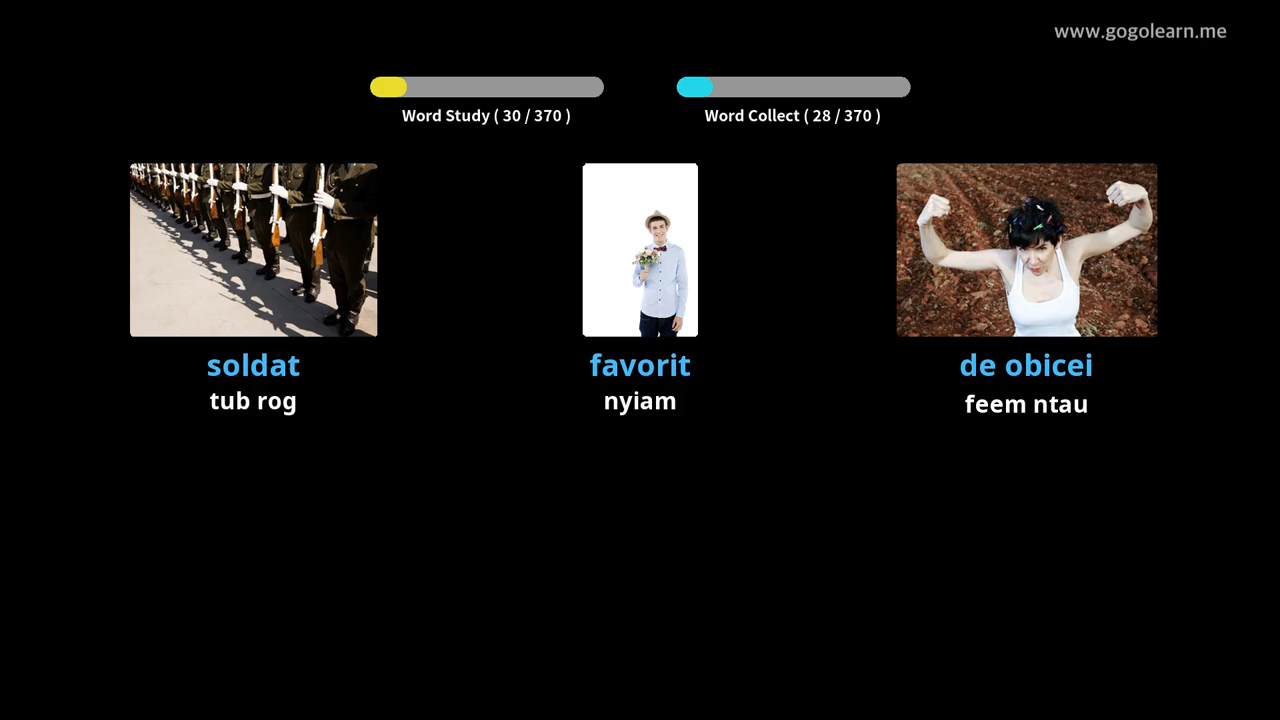 www.gogolearn.me
Word Study ( 30 / 370 )
Word Collect ( 28 / 370 )
soldat
tub rog
favorit
nyiam
de obicei
feem ntau